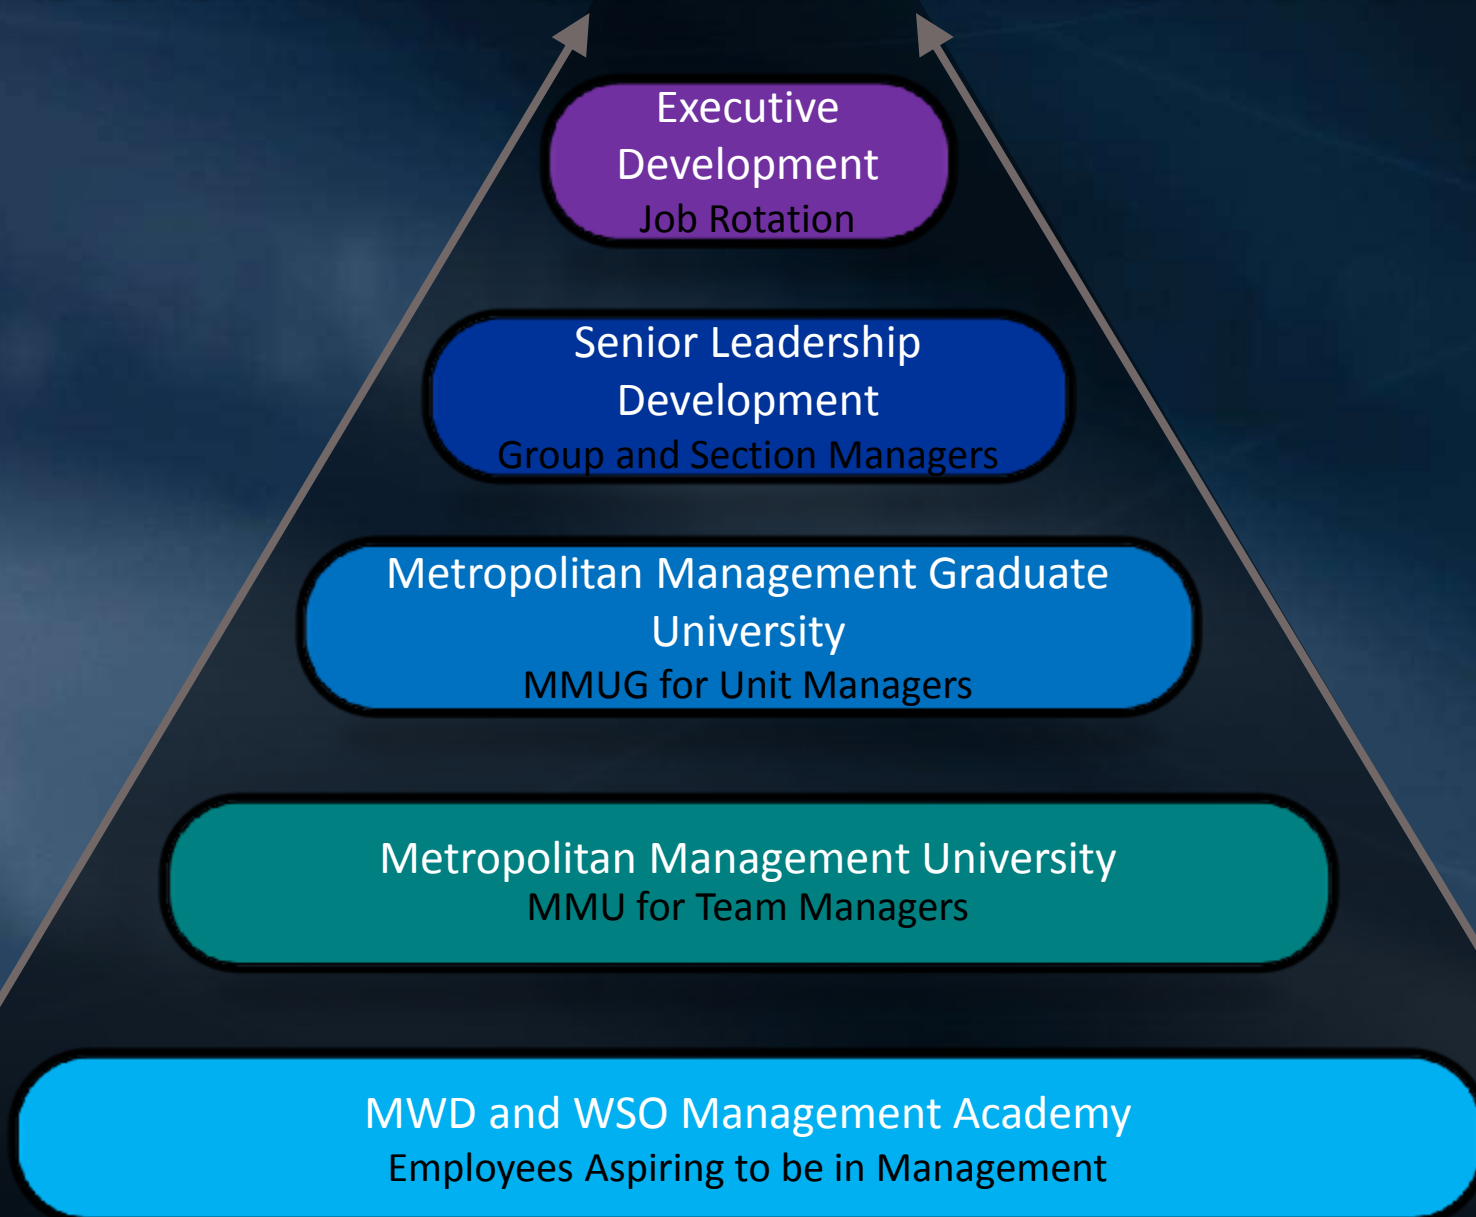 Executive
Development
Job Rotation
Senior Leadership
Development
Group and Section Managers
Metropolitan Management Graduate
University
MMUG for Unit Managers
Metropolitan Management University
MMU for Team Managers
MWD and WSO Management Academy
Employees Aspiring to be in Management